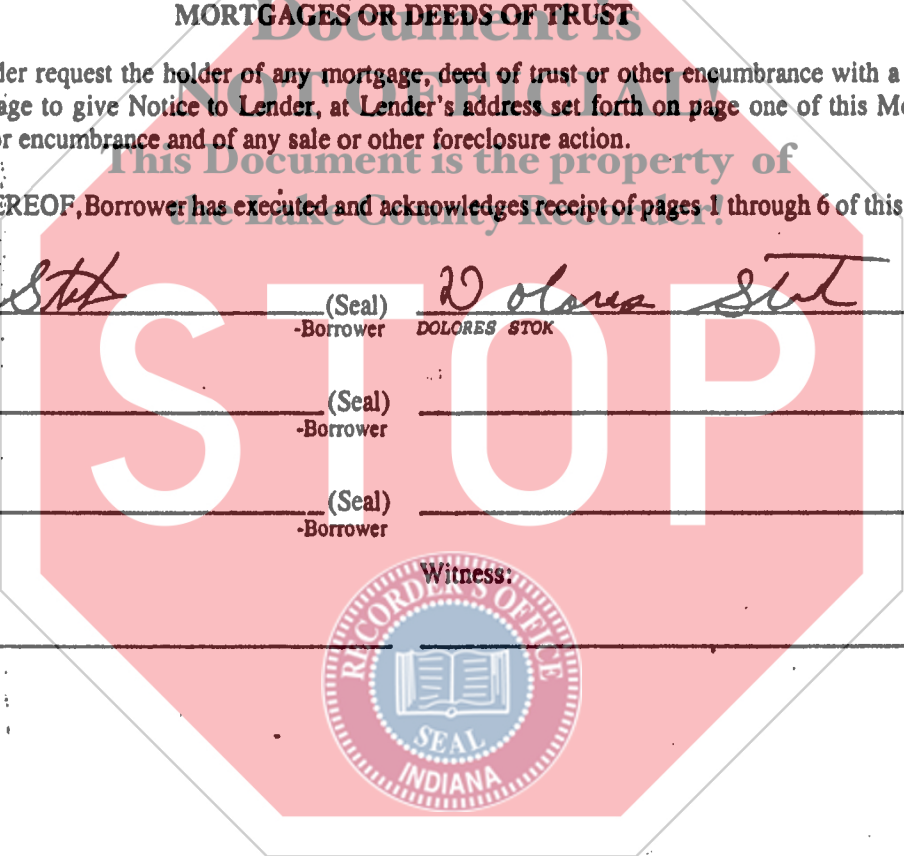 MORTGAGES OR DEEDS OF TRUST
Document is
der request the holder of any mortgage, deed of trust or other encumbrance with a
NOT OFFICIAL!
age to give Notice to Lender, at Lender's address set forth on page one of this Mo
or encumbrance and of any sale or other foreclosure action.
This Document is the property of
EREOF, Borrower has executed and acknowledges receipt of pages 1 through 6 of this
the Lake County Recorder!
Stok (Seal) Dolores Stok
-Borrower DOLORES STOK
STOP
(Seal)
-Borrower
(Seal)
-Borrower
Witness:
RECORDER'S OFFICE
SEAL
INDIANA